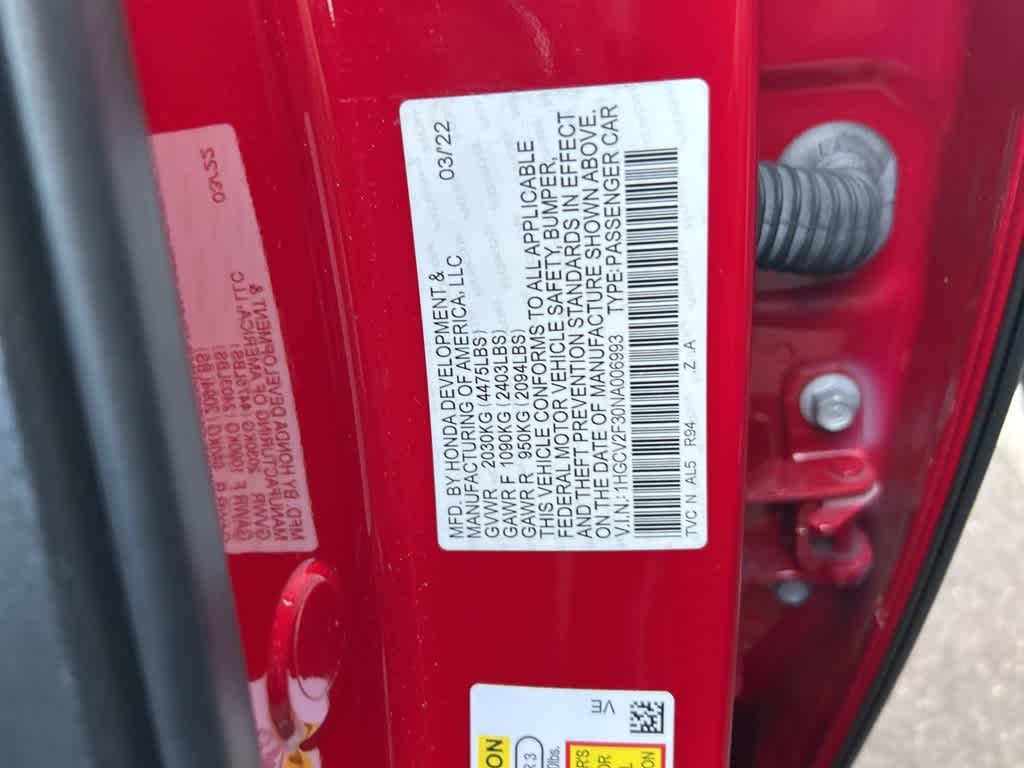 MFD. BY HONDA DEVELOPMENT & 03/'22
MANUFACTURING OF AMERICA, LLC
GVWR 2030KG (4475LBS)
GAWR F 1090KG (2403LBS)
GAWR R 950KG (2094LBS)
THIS VEHICLE CONFORMS TO ALL APPLICABLE
FEDERAL MOTOR VEHICLE SAFETY, BUMPER,
AND THEFT PREVENTION STANDARDS IN EFFECT
ON THE DATE OF MANUFACTURE SHOWN ABOVE.
V.I.N.: 1HGCV2F30NA006993 TYPE: PASSENGER CAR
TVC N AL5 R94 Z A
VE
ON
R 3